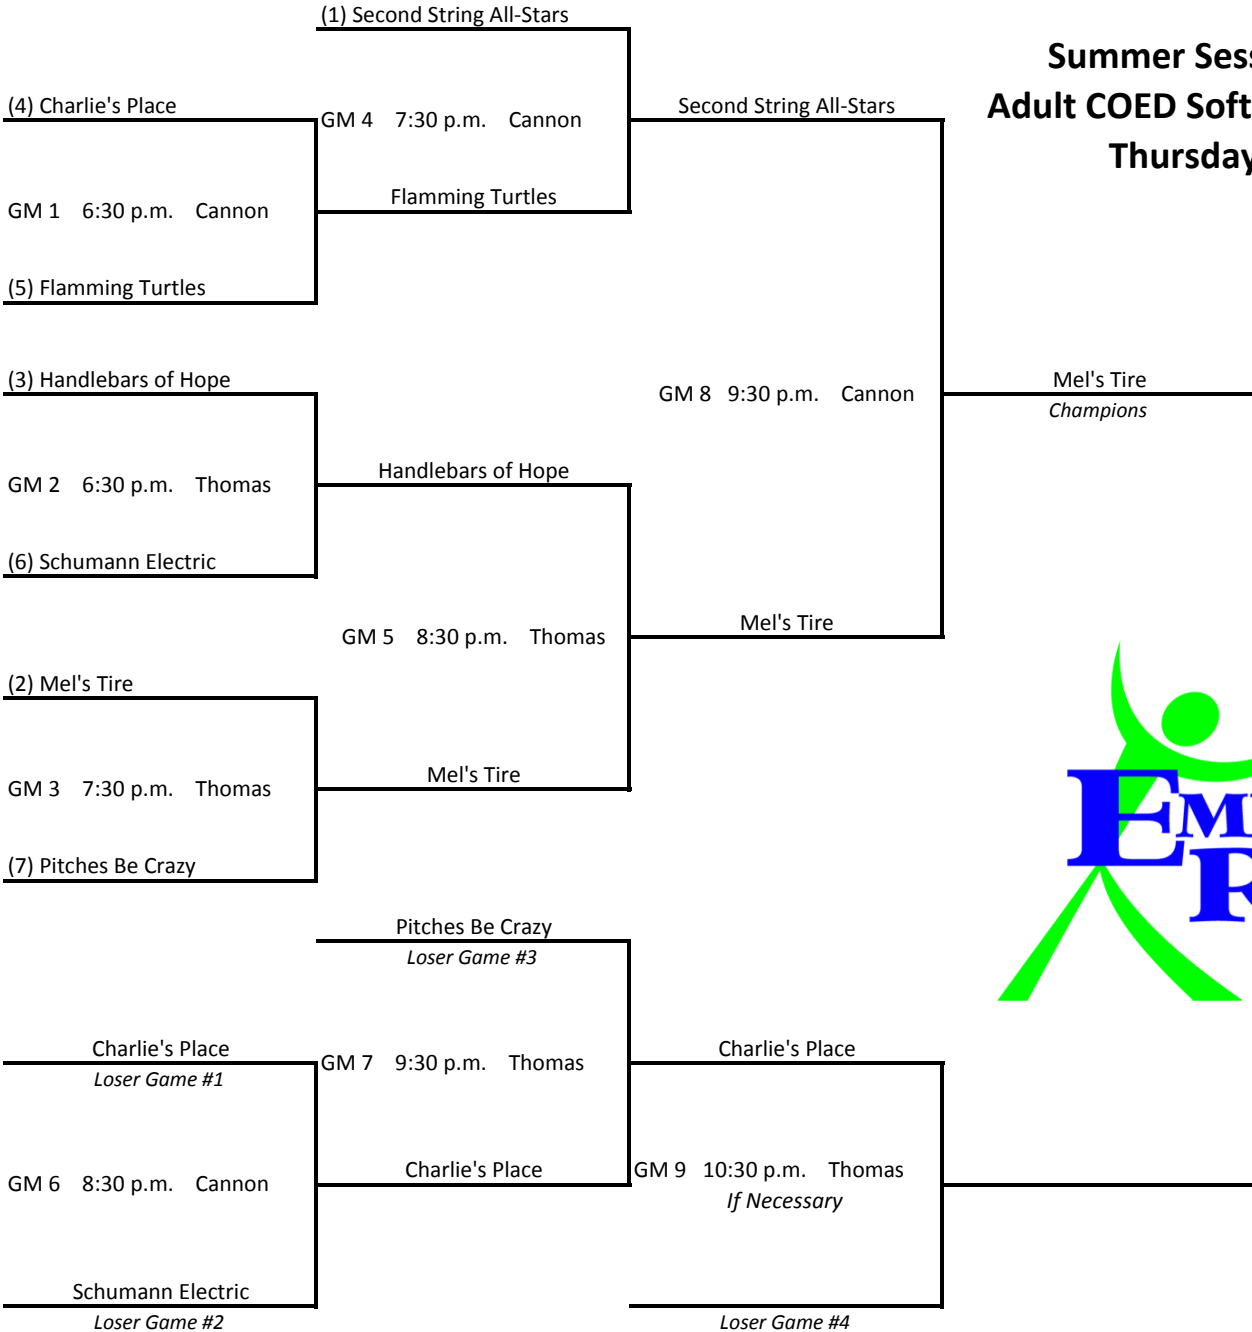 (1) Second String All-Stars
Summer Sess
(4) Charlie's Place
GM 4 7:30 p.m. Cannon
Second String All-Stars
Adult COED Soft
Thursday
GM 1 6:30 p.m. Cannon
Flamming Turtles
(5) Flamming Turtles
(3) Handlebars of Hope
GM 8 9:30 p.m. Cannon
Mel's Tire
Champions
GM 2 6:30 p.m. Thomas
Handlebars of Hope
(6) Schumann Electric
GM 5 8:30 p.m. Thomas
Mel's Tire
(2) Mel's Tire
GM 3 7:30 p.m. Thomas
Mel's Tire
(7) Pitches Be Crazy
EM
R
Pitches Be Crazy
Loser Game #3
Charlie's Place
Loser Game #1
GM 7 9:30 p.m. Thomas
Charlie's Place
GM 6 8:30 p.m. Cannon
Charlie's Place
GM 9 10:30 p.m. Thomas
If Necessary
Schumann Electric
Loser Game #2
Loser Game #4